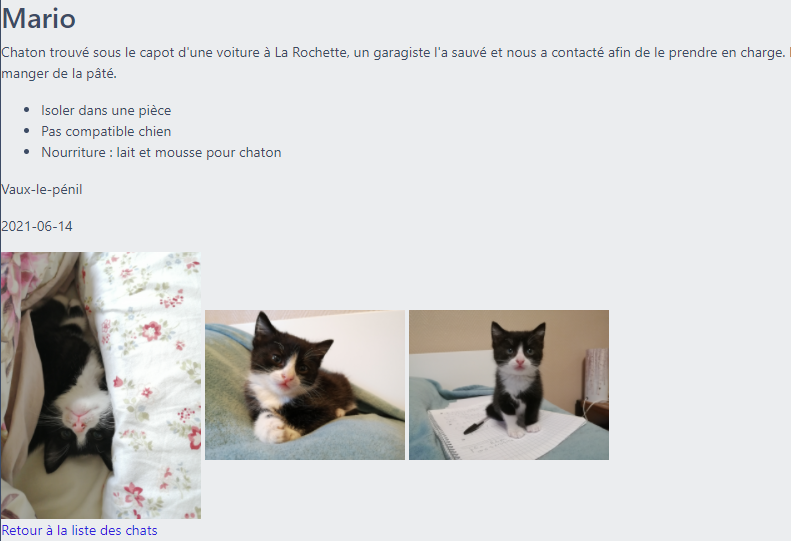 Mario
Chaton trouvé sous le capot d'une voiture à La Rochette, un garagiste l'a sauvé et nous a contacté afin de le prendre en charge.
manger de la pâté.
Isoler dans une pièce
Pas compatible chien
Nourriture : lait et mousse pour chaton
Vaux-le-pénil
2021-06-14
Retour à la liste des chats